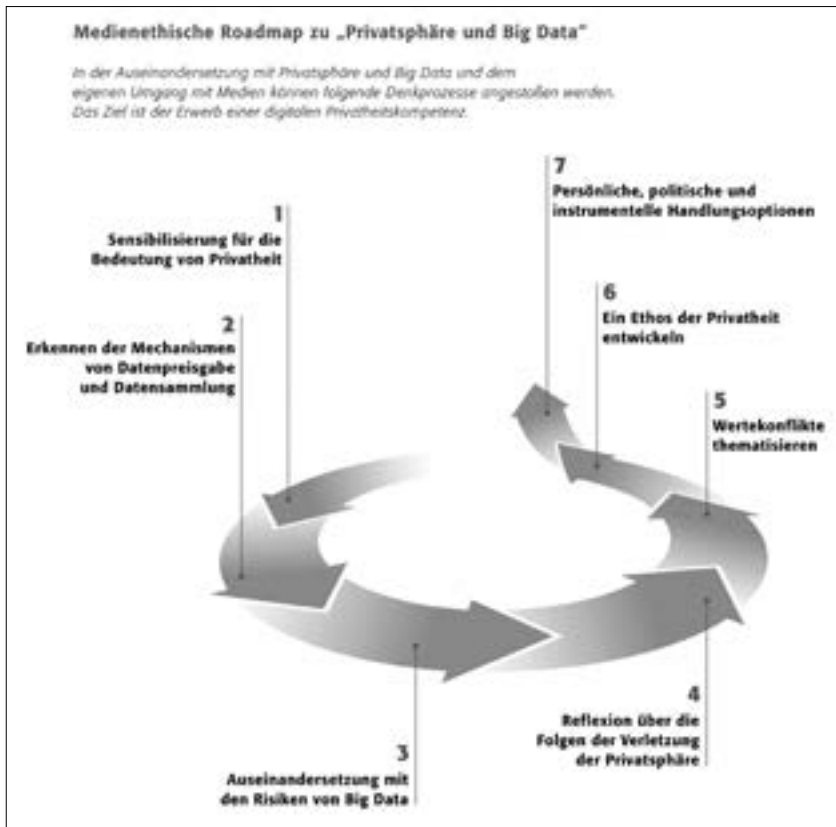 Medienethische Roadmap zu „Privatsphäre und Big Data“
In der Auseinandersetzung mit Privatsphäre und Big Data und dem
eigenen Umgang mit Medien können folgende Denkprozesse angestoßen werden.
Das Ziel ist der Erwerb einer digitalen Privatheitskompetenz.
1
Sensibilisierung für die
Bedeutung von Privatheit
2
Erkennen der Mechanismen
von Datenpreisgabe
und Datensammlung
3
Auseinandersetzung mit
den Risiken von Big Data
4
Reflexion über die
Folgen der Verletzung
der Privatsphäre
5
Wertekonflikte
thematisieren
6
Ein Ethos der Privatheit
entwickeln
7
Persönliche, politische und
instrumentelle Handlungsoptionen